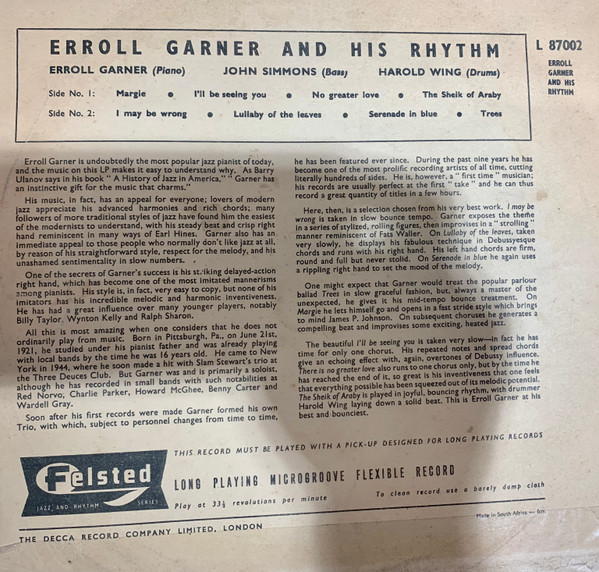 ERROLL GARNER AND HIS RHYTHM
ERROLL GARNER (Piano) JOHN SIMMONS (Bass) HAROLD WING (Drums)
Side No. 1: Margie • I'll be seeing you • No greater love • The Sheik of Araby
Side No. 2: I may be wrong • Lullaby of the leaves • Serenade in blue • Trees
L 87002
ERROLL
GARNER
AND HIS
RHYTHM
Erroll Garner is undoubtedly the most popular jazz pianist of today,
and the music on this LP makes it easy to understand why. As Barry
Ulanov says in his book " A History of Jazz in America," " Garner has
an instinctive gift for the music that charms."
His music, in fact, has an appeal for everyone; lovers of modern
jazz appreciate his advanced harmonies and rich chords; many
followers of more traditional styles of jazz have found him the easiest
of the modernists to understand, with his steady beat and crisp right
hand reminiscent in many ways of Earl Hines. Garner also has an
immediate appeal to those people who normally don't like jazz at all,
by reason of his straightforward style, respect for the melody, and his
unashamed sentimentality in slow numbers.
One of the secrets of Garner's success is his striking delayed-action
right hand, which has become one of the most imitated mannerisms
among pianists. His style is, in fact, very easy to copy, but none of his
imitators has his incredible melodic and harmonic inventiveness.
He has had a great influence over many younger players, notably
Billy Taylor, Wynton Kelly and Ralph Sharon.
All this is most amazing when one considers that he does not
ordinarily play from music. Born in Pittsburgh, Pa., on June 21st,
1921, he studied under his pianist father and was already playing
with local bands by the time he was 16 years old. He came to New
York in 1944, where he soon made a hit with Slam Stewart's trio at
the Three Deuces Club. But Garner was and is primarily a soloist,
although he has recorded in small bands with such notabilities as
Red Norvo, Charlie Parker, Howard McGhee, Benny Carter and
Wardell Gray.
Soon after his first records were made Garner formed his own
Trio, with which, subject to personnel changes from time to time,
he has been featured ever since. During the past nine years he has
become one of the most prolific recording artists of all time, cutting
literally hundreds of sides. He is, however, a " first time " musician;
his records are usually perfect at the first " take " and he can thus
record a great quantity of titles in a few hours.
Here, then, is a selection chosen from his very best work. I may be
wrong is taken in slow bounce tempo. Garner exposes the theme
in a series of stylized, rolling figures, then improvises in a " strolling "
manner reminiscent of Fats Waller. On Lullaby of the leaves, taken
very slowly, he displays his fabulous technique in Debussyesque
chords and runs with his right hand. His left hand chords are firm,
round and full but never stolid. On Serenade in blue he again uses
a rippling right hand to set the mood of the melody.
One might expect that Garner would treat the popular parlour
ballad Trees in slow graceful fashion, but, always a master of the
unexpected, he gives it his mid-tempo bounce treatment. On
Margie he lets himself go and opens in a fast stride style which brings
to mind James P. Johnson. On subsequent choruses he generates a
compelling beat and improvises some exciting, heated jazz.
The beautiful I'll be seeing you is taken very slow—in fact he has
time for only one chorus. His repeated notes and spread chords
give an echoing effect with, again, overtones of Debussy influence.
There is no greater love also runs to one chorus only, but by the time he
has reached the end of it, so great is his inventiveness that one feels
that everything possible has been squeezed out of its melodic potential.
The Sheik of Araby is played in joyful, bouncing rhythm, with drummer
Harold Wing laying down a solid beat. This is Erroll Garner at his
best and bounciest.
THIS RECORD MUST BE PLAYED WITH A PICK-UP DESIGNED FOR LONG PLAYING RECORDS
Felsted
JAZZ AND RHYTHM SERIES
LONG PLAYING MICROGROOVE FLEXIBLE RECORD
Play at 33⅓ revolutions per minute To clean record use a barely damp cloth
THE DECCA RECORD COMPANY LIMITED, LONDON
Made in South Africa